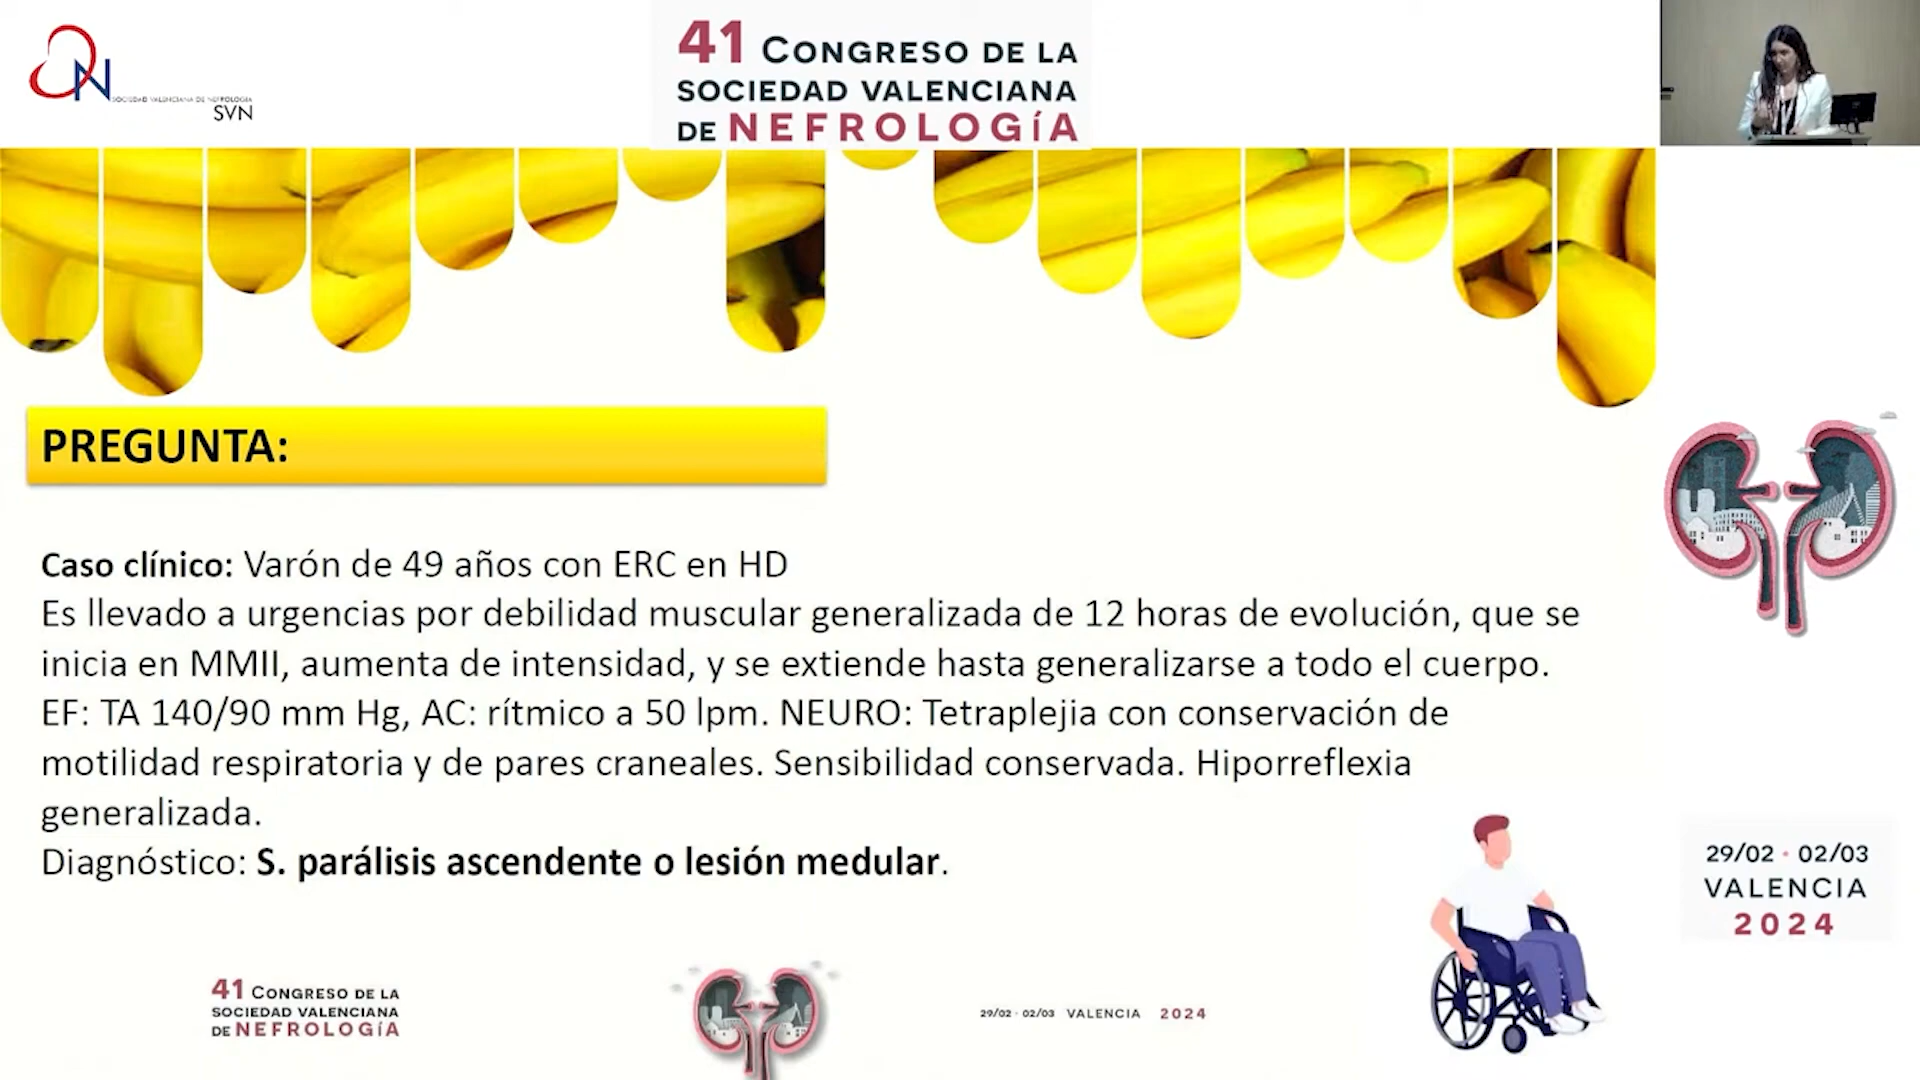 SOCIEDAD VALENCIANA DE NEFROLOGÍA
SVN
41 CONGRESO DE LA
SOCIEDAD VALENCIANA
DE NEFROLOGÍA
PREGUNTA:
Caso clínico: Varón de 49 años con ERC en HD
Es llevado a urgencias por debilidad muscular generalizada de 12 horas de evolución, que se
inicia en MMII, aumenta de intensidad, y se extiende hasta generalizarse a todo el cuerpo.
EF: TA 140/90 mm Hg, AC: rítmico a 50 lpm. NEURO: Tetraplejia con conservación de
motilidad respiratoria y de pares craneales. Sensibilidad conservada. Hiporreflexia
generalizada.
Diagnóstico: S. parálisis ascendente o lesión medular.
29/02 · 02/03
VALENCIA
2024
41 CONGRESO DE LA
SOCIEDAD VALENCIANA
DE NEFROLOGÍA
29/02 · 02/03 VALENCIA 2024